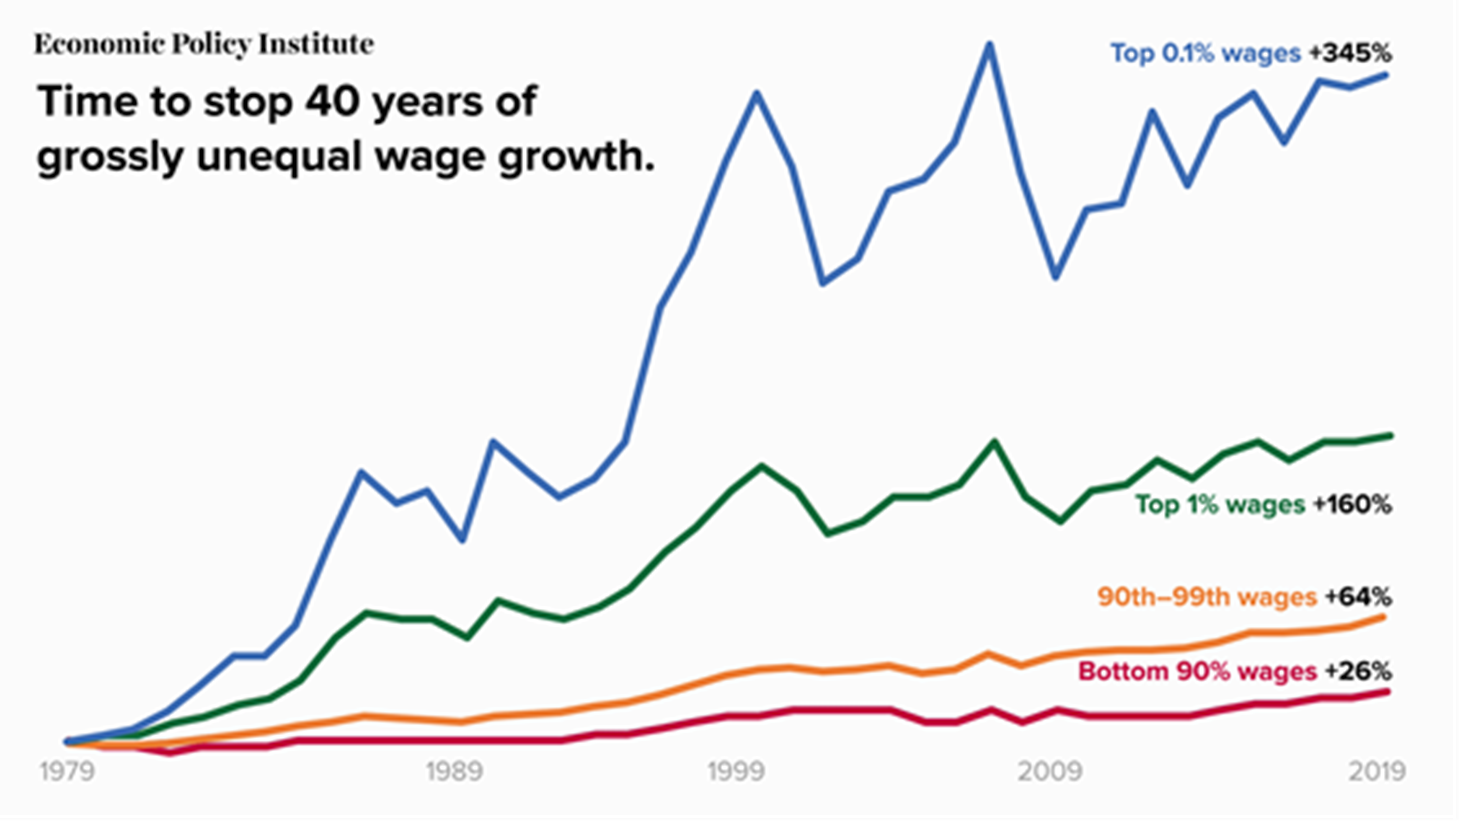 Economic Policy Institute
Time to stop 40 years of
grossly unequal wage growth.
Top 0.1% wages +345%
Top 1% wages +160%
90th–99th wages +64%
Bottom 90% wages +26%
1979 1989 1999 2009 2019